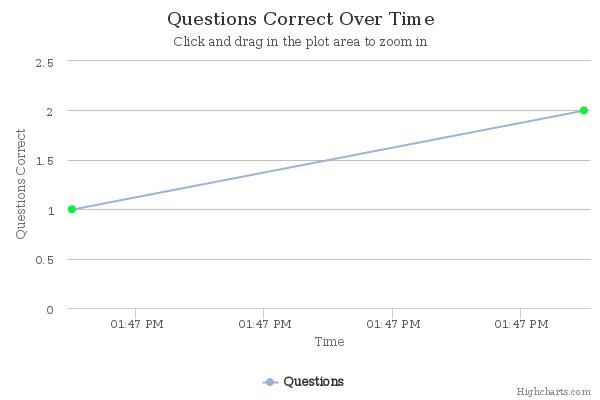 Questions Correct Over Time
Click and drag in the plot area to zoom in
Questions Correct
2.5
2
1.5
1
0.5
0
01:47 PM 01:47 PM 01:47 PM 01:47 PM
Time
Questions
Highcharts.com